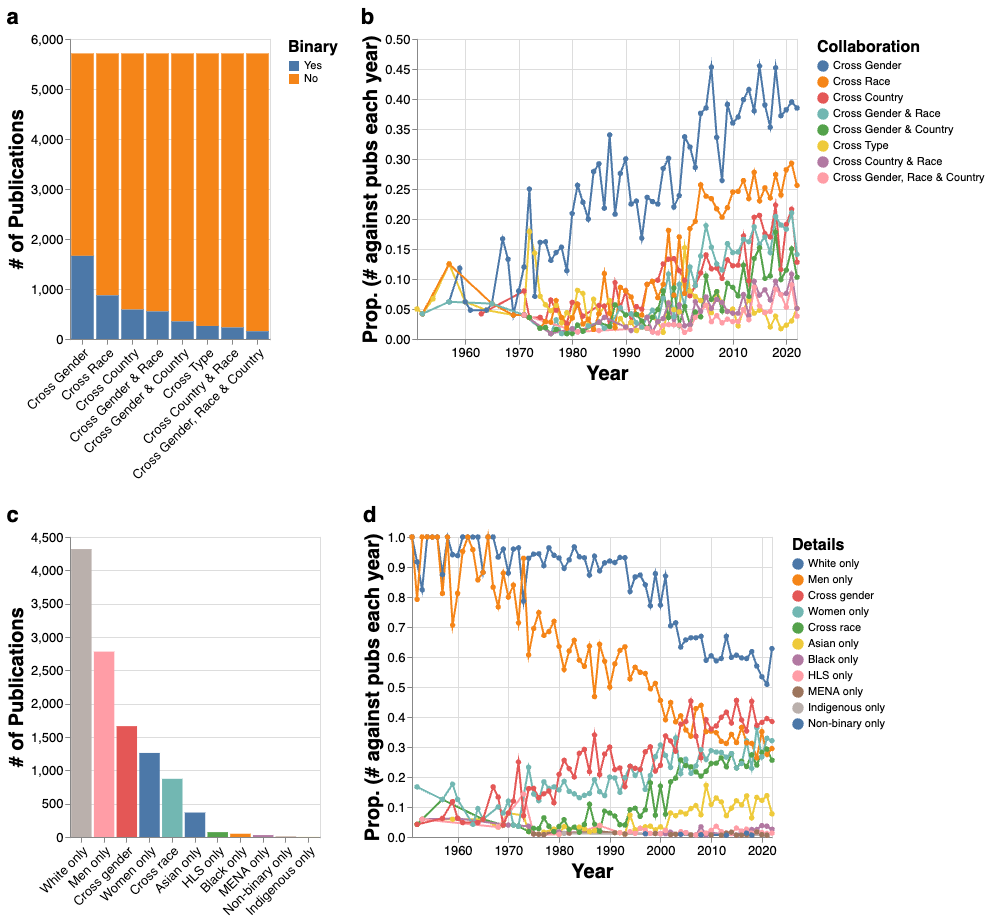 a
# of Publications
6,000
5,000
4,000
3,000
2,000
1,000
0
Cross Gender
Cross Race
Cross Country
Cross Gender & Race
Cross Gender & Country
Cross Type
Cross Country & Race
Cross Gender, Race & Country
Binary
Yes
No
b
Prop. (# against pubs each year)
0.50
0.45
0.40
0.35
0.30
0.25
0.20
0.15
0.10
0.05
0.00
1960 1970 1980 1990 2000 2010 2020
Year
Collaboration
Cross Gender
Cross Race
Cross Country
Cross Gender & Race
Cross Gender & Country
Cross Type
Cross Country & Race
Cross Gender, Race & Country
c
# of Publications
4,500
4,000
3,500
3,000
2,500
2,000
1,500
1,000
500
0
White only
Men only
Cross gender
Women only
Cross race
Asian only
HLS only
Black only
MENA only
Non-binary only
Indigenous only
d
Prop. (# against pubs each year)
1.0
0.9
0.8
0.7
0.6
0.5
0.4
0.3
0.2
0.1
0.0
1960 1970 1980 1990 2000 2010 2020
Year
Details
White only
Men only
Cross gender
Women only
Cross race
Asian only
Black only
HLS only
MENA only
Indigenous only
Non-binary only